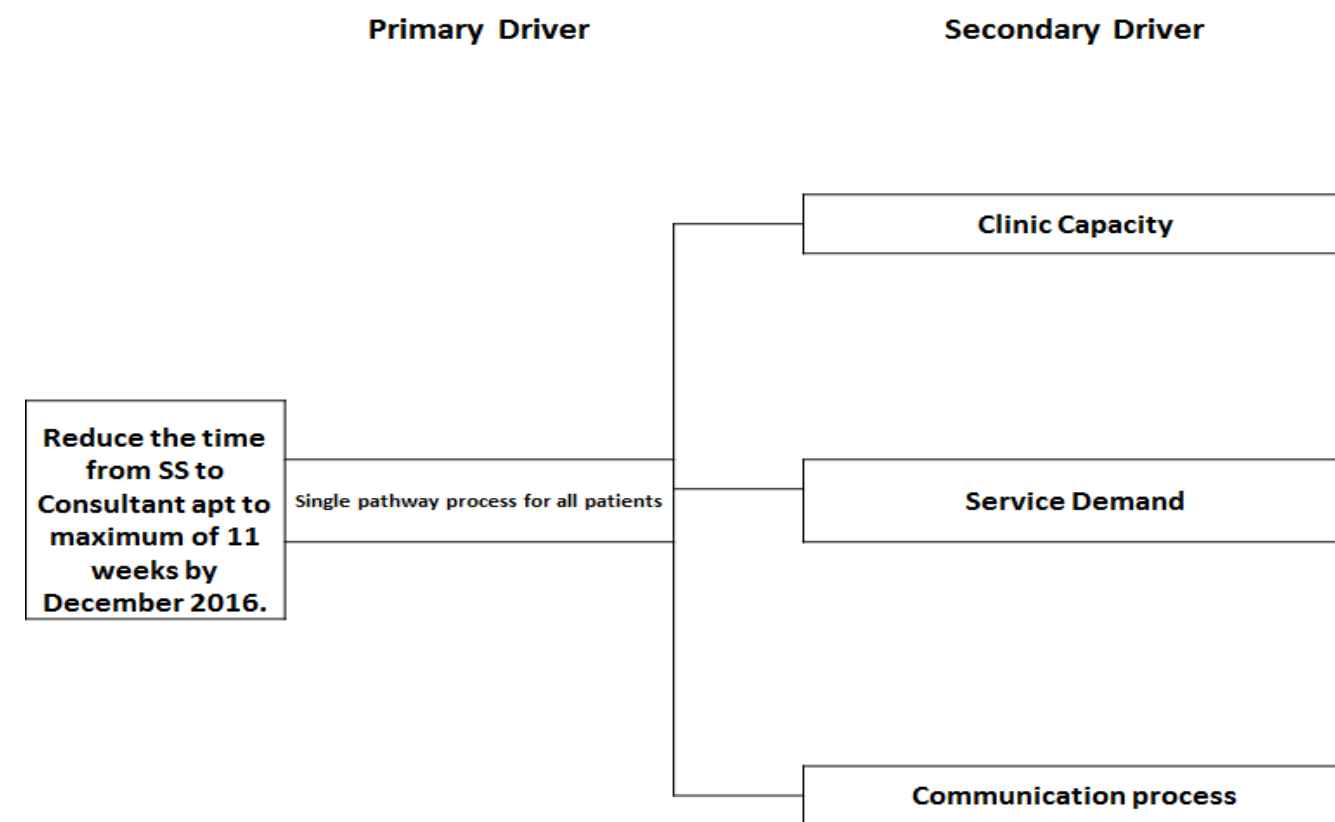 Primary Driver
Secondary Driver
Clinic Capacity
Reduce the time
from SS to
Consultant apt to
maximum of 11
weeks by
December 2016.
Single pathway process for all patients
Service Demand
Communication process